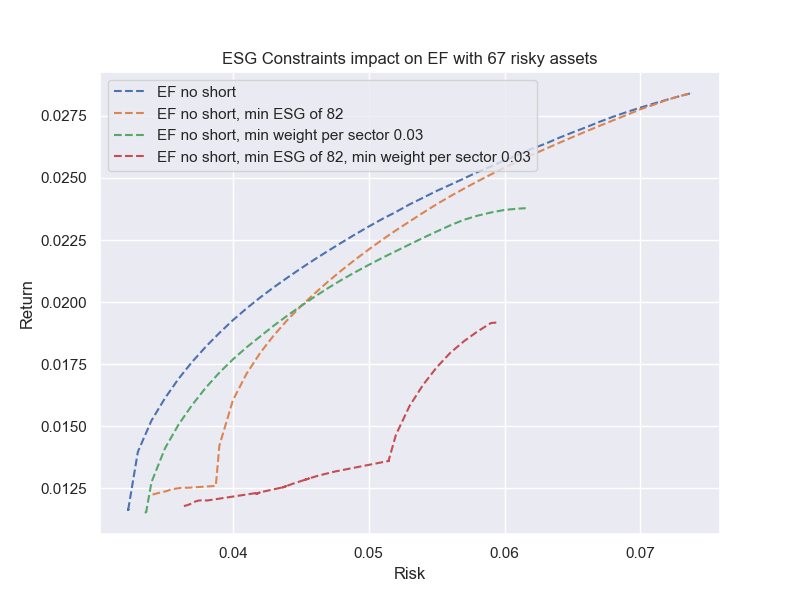 ESG Constraints impact on EF with 67 risky assets
EF no short
EF no short, min ESG of 82
EF no short, min weight per sector 0.03
EF no short, min ESG of 82, min weight per sector 0.03
0.0275
0.0250
0.0225
0.0200
0.0175
0.0150
0.0125
Return
0.04 0.05 0.06 0.07
Risk